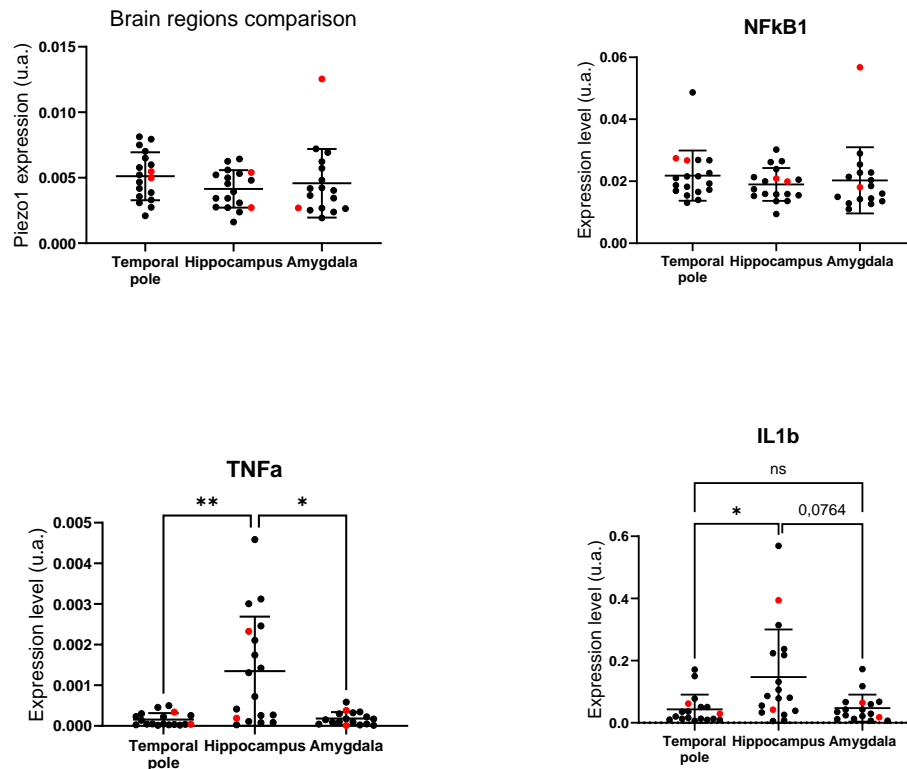 Brain regions comparison
Piezo1 expression (u.a.)
0.015
0.010
0.005
0.000
Temporal
pole
Hippocampus
Amygdala
NFkB1
Expression level (u.a.)
0.06
0.04
0.02
0.00
Temporal
pole
Hippocampus
Amygdala
TNFa
** *
Expression level (u.a.)
0.005
0.004
0.003
0.002
0.001
0.000
Temporal
pole
Hippocampus
Amygdala
IL1b
ns
* 0,0764
Expression level (u.a.)
0.6
0.4
0.2
0.0
Temporal
pole
Hippocampus
Amygdala